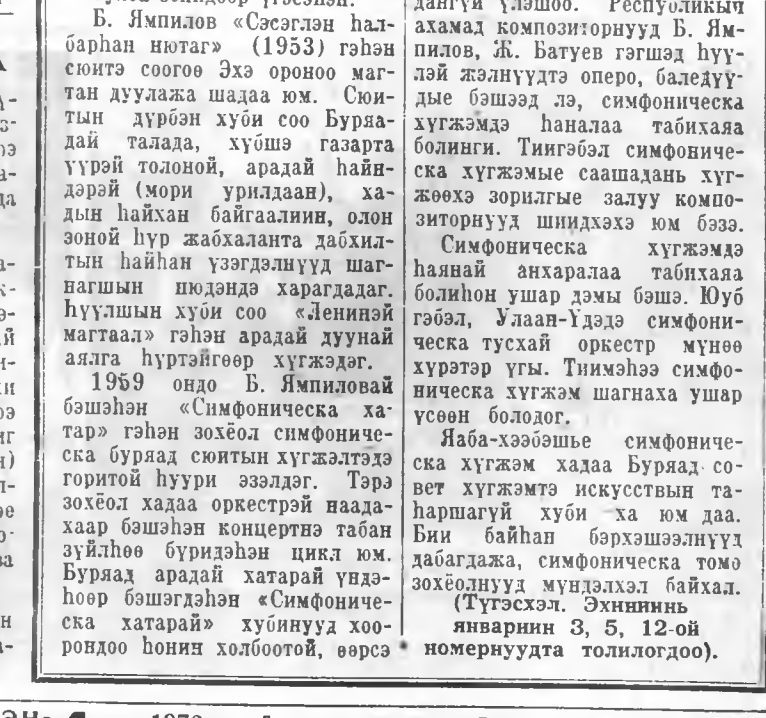 Б. Ямпилов «Сэсэглэн һал-
барһан нютаг» (1953) гэһэн
сюитэ соогоо Эхэ ороноо маг-
тан дуулажа шадаа юм. Сюи-
тын дүрбэн хуби соо Буряа-
дай талада, хүбшэ газарта
үүрэй толоной, арадай һайн-
дэрэй (мори урилдаан), ха-
дын һайхан байгаалиин, олон
зоной һүр жабхаланта дабхил-
тын һайһан үзэгдэлнүүд шаг-
нагшын нюдэндэ харагдадаг.
Һүүлшын хуби соо «Ленинэй
магтаал» гэһэн арадай дуунай
аялга һүртэйгөөр хүгжэдэг.
1959 ондо Б. Ямпиловай
бэшэһэн «Симфоническа ха-
тар» гэһэн зохёол симфониче-
ска буряад сюитын хүгжэлтэдэ
горитой һуури эзэлдэг. Тэрэ
зохёол хадаа оркестрэй наада-
хаар бэшэһэн концертнэ табан
зүйлһөө бүридэһэн цикл юм.
Буряад арадай хатарай үндэ-
һөөр бэшэгдэһэн «Симфониче-
ска хатарай» хубинууд хоо-
рондоо һонин холбоотой, өөрсэ
дангүй үлэшоо. Республикын
ахамад композиторнууд Б. Ям-
пилов, Ж. Батуев гэгшэд һүү-
лэй жэлнүүдтэ оперо, баледүү-
дые бэшээд лэ, симфоническа
хүгжэмдэ һаналаа табихаяа
болинги. Тиигэбэл симфониче-
ска хүгжэмые саашадань хүг-
жөөхэ зорилгые залуу компо-
зиторнууд шиидхэхэ юм бэзэ.
Симфоническа хүгжэмдэ
һаянай анхаралаа табихаяа
болиһон ушар дэмы бэшэ. Юуб
гэбэл, Улаан-Үдэдэ симфони-
ческа тусхай оркестр мүнөө
хүрэтэр үгы. Тиимэһээ симфо-
ническа хүгжэм шагнаха ушар
үсөөн болодог.
Яаба-хээбэшье симфониче-
ска хүгжэм хадаа Буряад со-
вет хүгжэмтэ искусствын та-
һаршагүй хуби ха юм даа.
Бии байһан бэрхэшээлнүүд
дабагдажа, симфоническа томо
зохёолнууд мүндэлхэл байхал.
(Түгэсхэл. Эхининнь
январиин 3, 5, 12-ой
номернуудта толилогдоо).